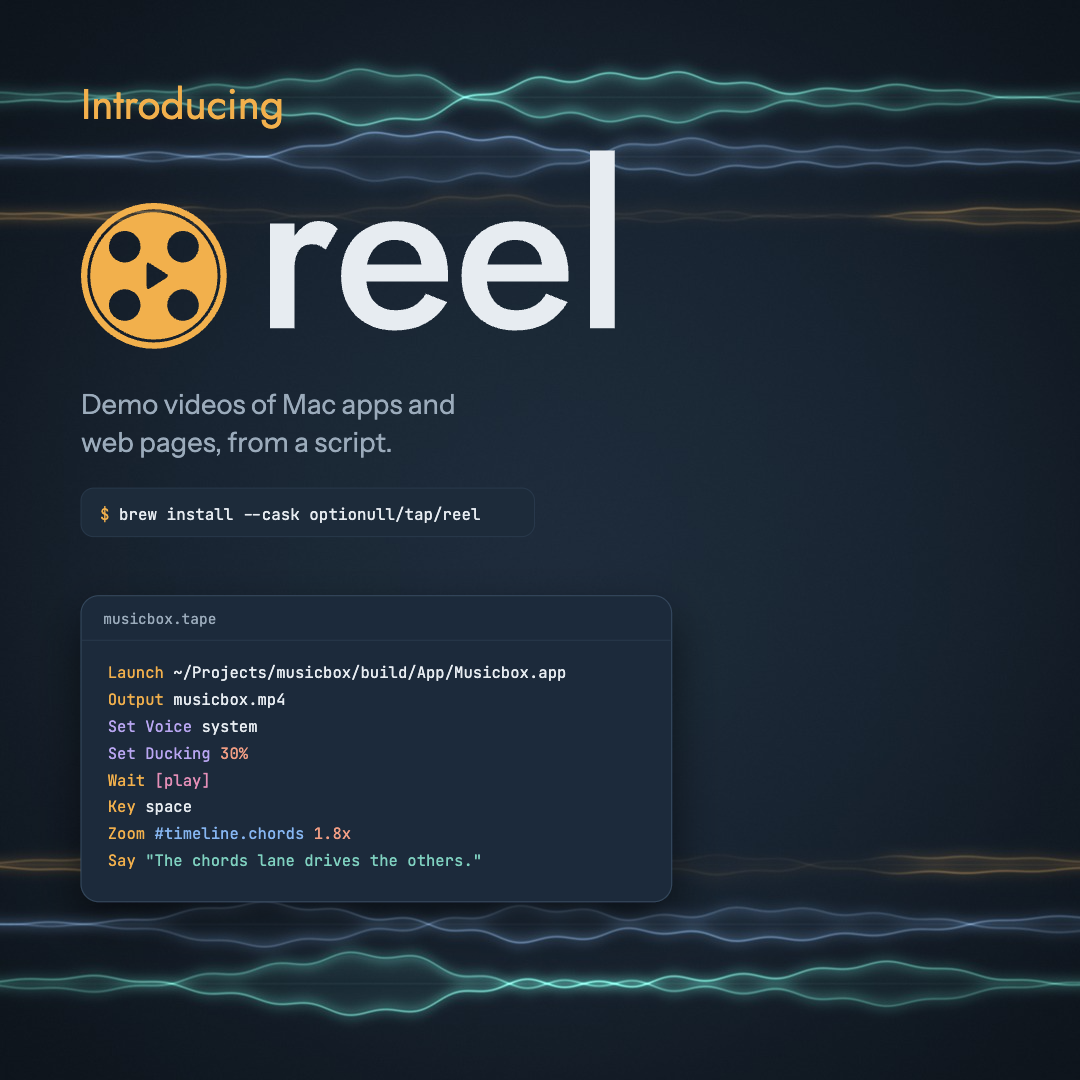 Introducing
reel
Demo videos of Mac apps and
web pages, from a script.
$ brew install --cask optionull/tap/reel
musicbox.tape
Launch ~/Projects/musicbox/build/App/Musicbox.app
Output musicbox.mp4
Set Voice system
Set Ducking 30%
Wait [play]
Key space
Zoom #timeline.chords 1.8x
Say "The chords lane drives the others."